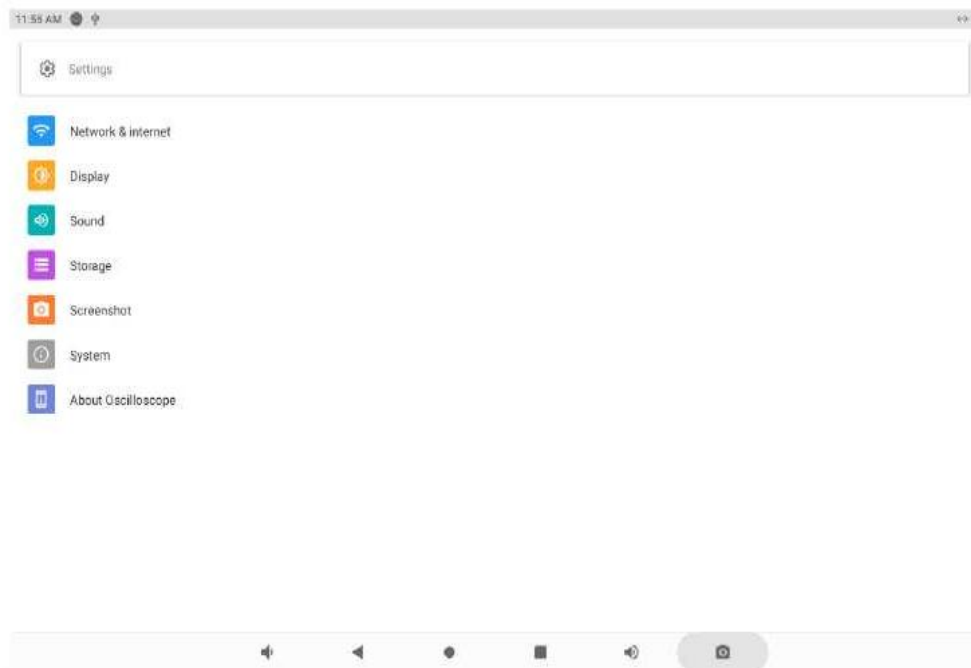 11:55 AM
Settings
Network & internet
Display
Sound
Storage
Screenshot
System
About Oscilloscope